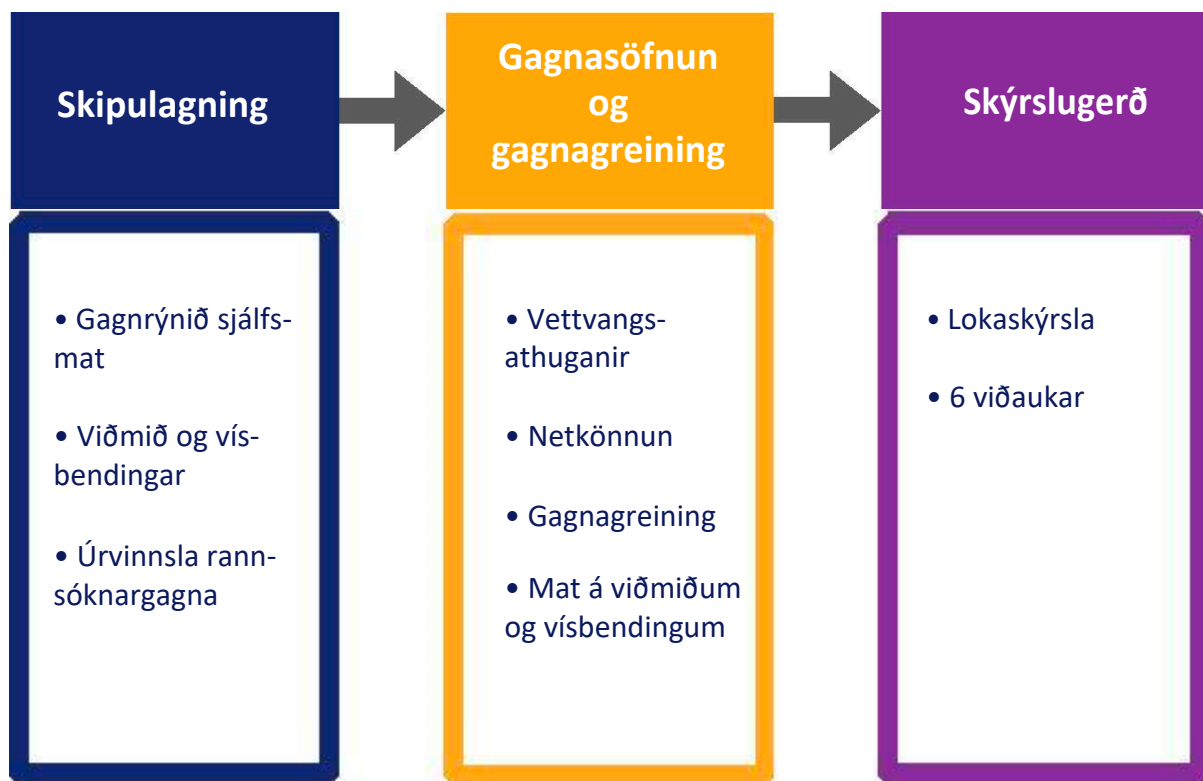 Skipulagning
Gagnasöfnun
og
gagnagreining
Skýrslugerð
• Gagnrýnið sjálfs-
mat
• Viðmið og vís-
bendingar
• Úrvinnsla rann-
sóknargagna
• Vettvangs-
athuganir
• Netkönnun
• Gagnagreining
• Mat á viðmiðum
og vísbendingum
• Lokaskýrsla
• 6 viðaukar